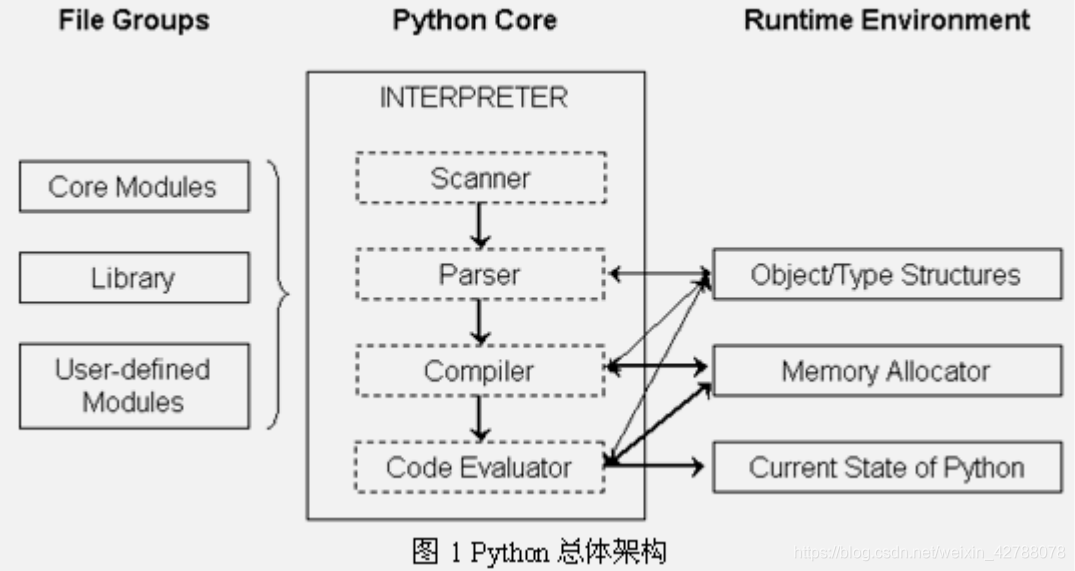 File Groups
Python Core
Runtime Environment
INTERPRETER
Core Modules
Library
User-defined
Modules
Scanner
Parser
Compiler
Code Evaluator
Object/Type Structures
Memory Allocator
Current State of Python
图 1 Python 总体架构
https://blog.csdn.net/weixin_42788078